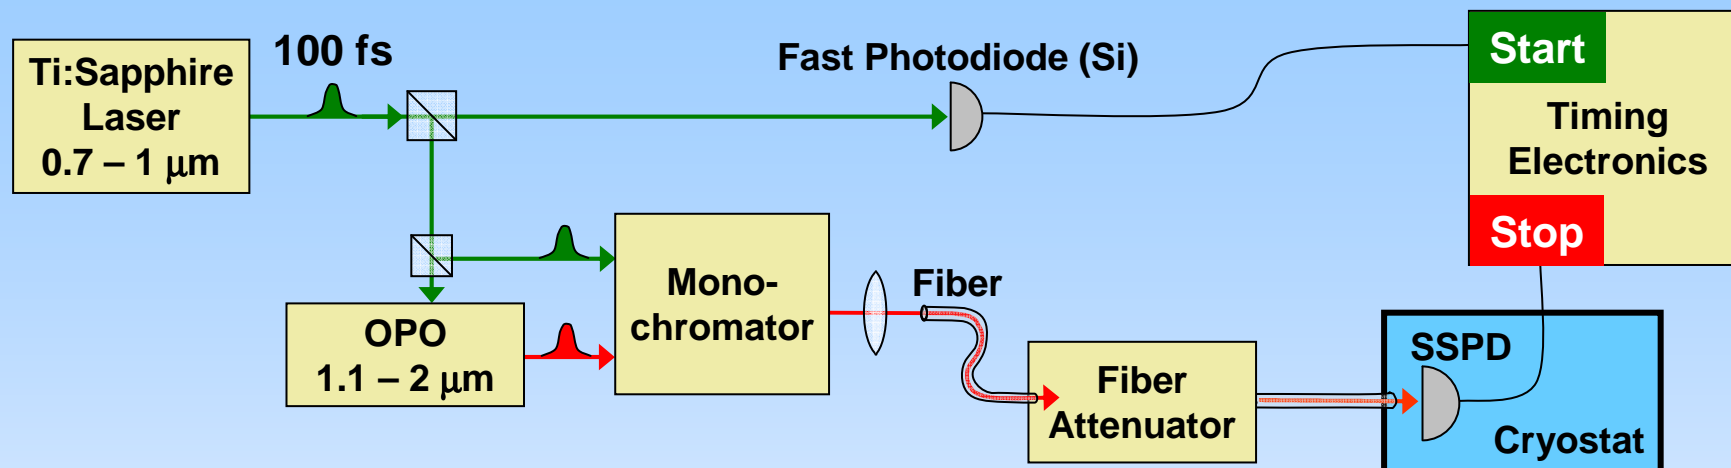 Ti:Sapphire
Laser
0.7 – 1 μm
100 fs
Fast Photodiode (Si)
Start
Timing
Electronics
Stop
OPO
1.1 – 2 μm
Mono-
chromator
Fiber
Fiber
Attenuator
SSPD
Cryostat